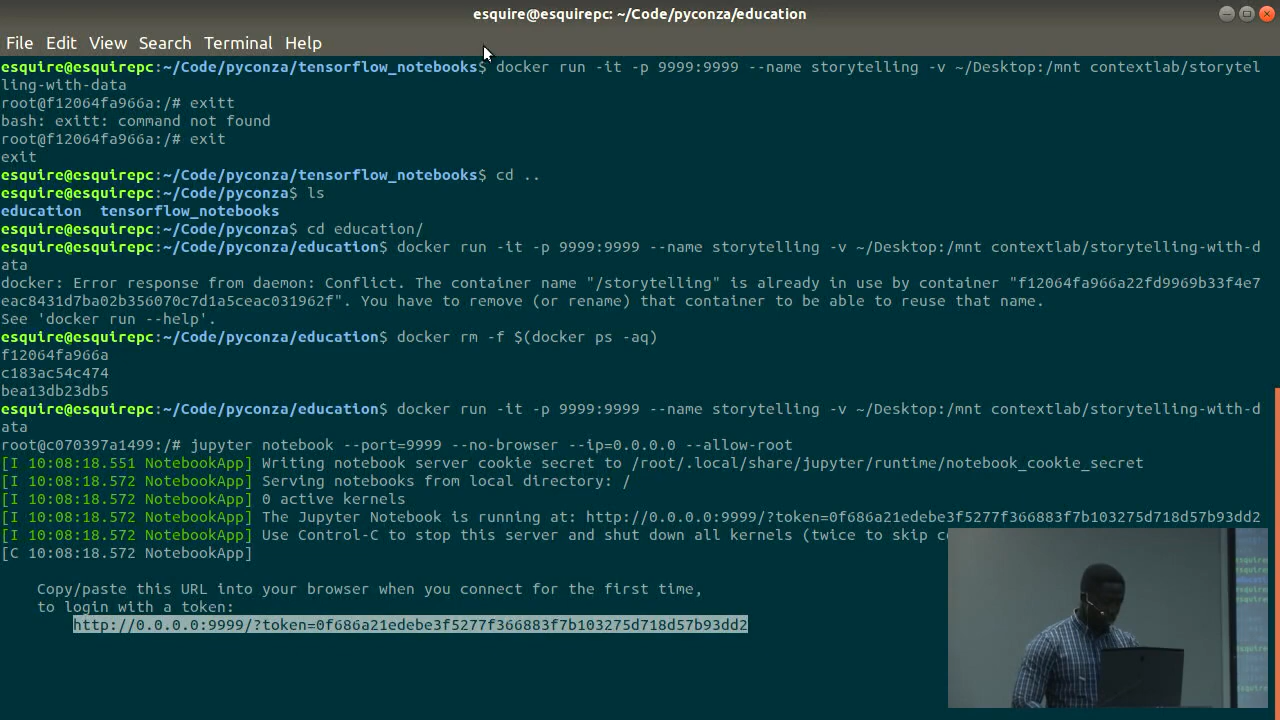 esquire@esquirepc: ~/Code/pyconza/education
File Edit View Search Terminal Help
esquire@esquirepc:~/Code/pyconza/tensorflow_notebooks$ docker run -it -p 9999:9999 --name storytelling -v ~/Desktop:/mnt contextlab/storytel
ling-with-data
root@f12064fa966a:/# exitt
bash: exitt: command not found
root@f12064fa966a:/# exit
exit
esquire@esquirepc:~/Code/pyconza/tensorflow_notebooks$ cd ..
esquire@esquirepc:~/Code/pyconza$ ls
education  tensorflow_notebooks
esquire@esquirepc:~/Code/pyconza$ cd education/
esquire@esquirepc:~/Code/pyconza/education$ docker run -it -p 9999:9999 --name storytelling -v ~/Desktop:/mnt contextlab/storytelling-with-d
ata
docker: Error response from daemon: Conflict. The container name "/storytelling" is already in use by container "f12064fa966a22fd9969b33f4e7
eac8431d7ba02b356070c7d1a5ceac031962f". You have to remove (or rename) that container to be able to reuse that name.
See 'docker run --help'.
esquire@esquirepc:~/Code/pyconza/education$ docker rm -f $(docker ps -aq)
f12064fa966a
c183ac54c474
bea13db23db5
esquire@esquirepc:~/Code/pyconza/education$ docker run -it -p 9999:9999 --name storytelling -v ~/Desktop:/mnt contextlab/storytelling-with-d
ata
root@c070397a1499:/# jupyter notebook --port=9999 --no-browser --ip=0.0.0.0 --allow-root
[I 10:08:18.551 NotebookApp] Writing notebook server cookie secret to /root/.local/share/jupyter/runtime/notebook_cookie_secret
[I 10:08:18.572 NotebookApp] Serving notebooks from local directory: /
[I 10:08:18.572 NotebookApp] 0 active kernels
[I 10:08:18.572 NotebookApp] The Jupyter Notebook is running at: http://0.0.0.0:9999/?token=0f686a21edebe3f5277f366883f7b103275d718d57b93dd2
[I 10:08:18.572 NotebookApp] Use Control-C to stop this server and shut down all kernels (twice to skip co
[C 10:08:18.572 NotebookApp]
Copy/paste this URL into your browser when you connect for the first time,
to login with a token:
http://0.0.0.0:9999/?token=0f686a21edebe3f5277f366883f7b103275d718d57b93dd2